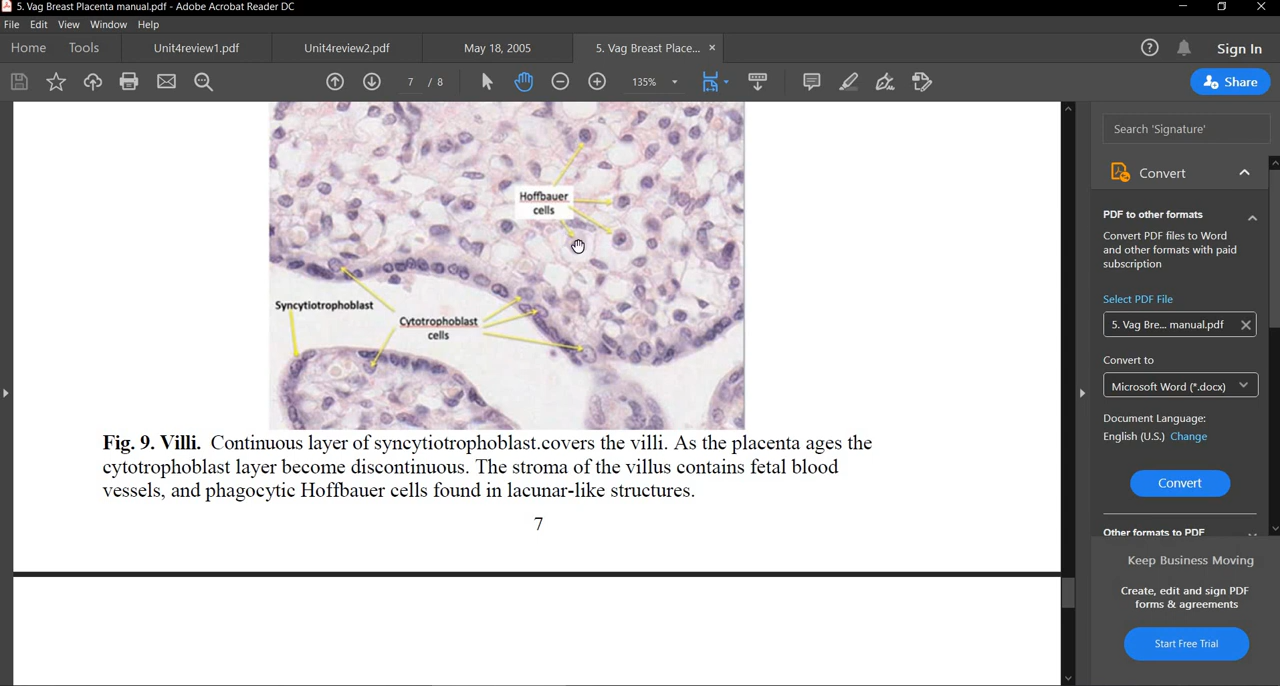 5. Vag Breast Placenta manual.pdf - Adobe Acrobat Reader DC
File Edit View Window Help
Home Tools Unit4review1.pdf Unit4review2.pdf May 18, 2005 5. Vag Breast Place... × ? Sign In
7 / 8 135% Share
Search 'Signature'
Convert
PDF to other formats
Convert PDF files to Word
and other formats with paid
subscription
Select PDF File
5. Vag Bre... manual.pdf
Convert to
Microsoft Word (*.docx)
Document Language:
English (U.S.) Change
Convert
Other formats to PDF
Keep Business Moving
Create, edit and sign PDF
forms & agreements
Start Free Trial
Hoffbauer
cells
Syncytiotrophoblast
Cytotrophoblast
cells
Fig. 9. Villi. Continuous layer of syncytiotrophoblast.covers the villi. As the placenta ages the
cytotrophoblast layer become discontinuous. The stroma of the villus contains fetal blood
vessels, and phagocytic Hoffbauer cells found in lacunar-like structures.
7